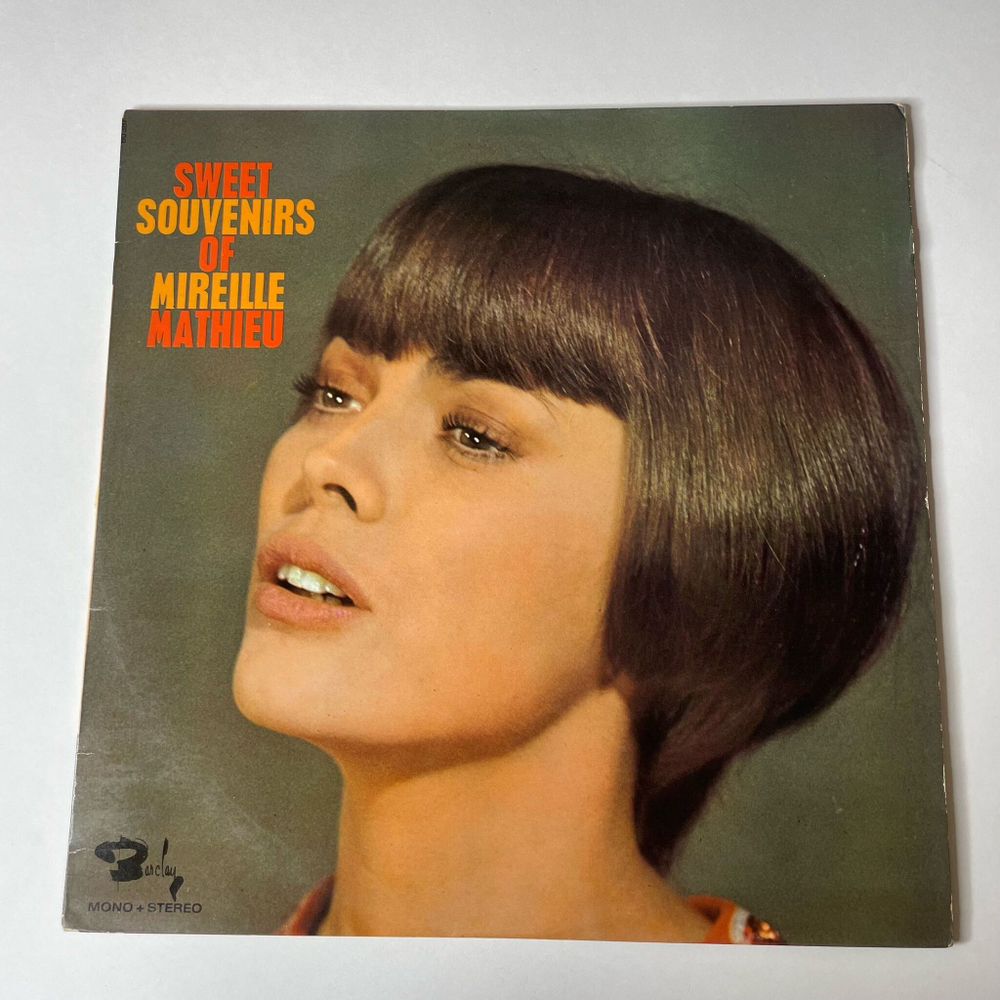 SWEET
SOUVENIRS
OF
MIREILLE
MATHIEU
Barclay
MONO + STEREO